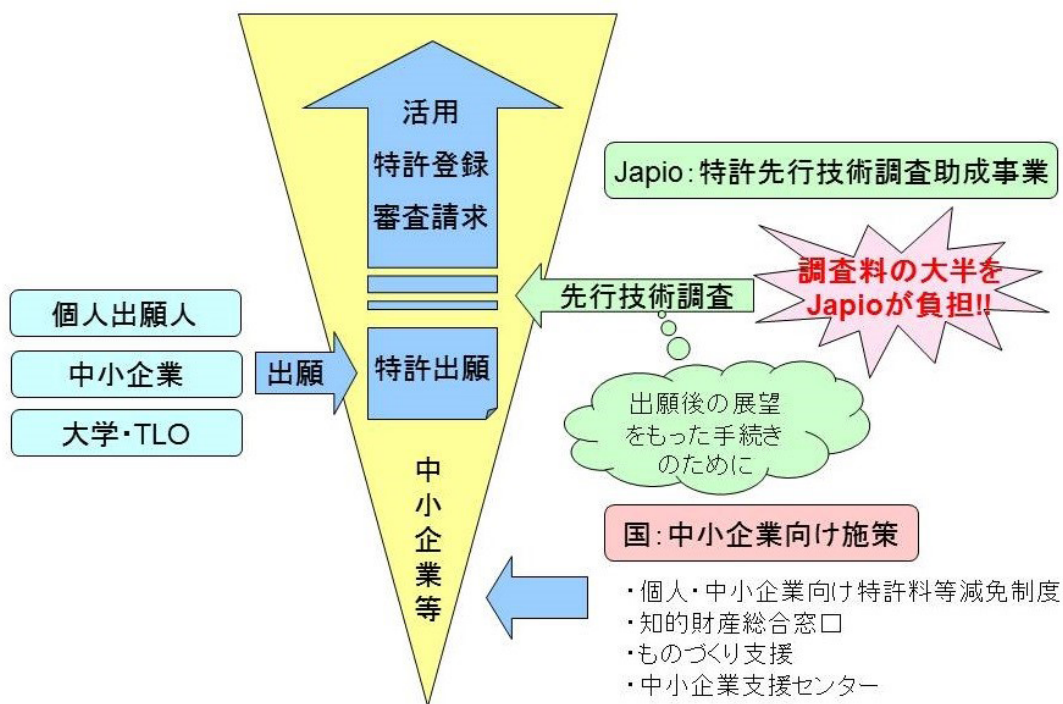 活用
特許登録
審査請求
Japio:特許先行技術調査助成事業
調査料の大半を
Japioが負担!!
先行技術調査
個人出願人
中小企業
大学・TLO
出願
特許出願
出願後の展望
をもった手続き
のために
中小企業等
国:中小企業向け施策
・個人・中小企業向け特許料等減免制度
・知的財産総合窓口
・ものづくり支援
・中小企業支援センター